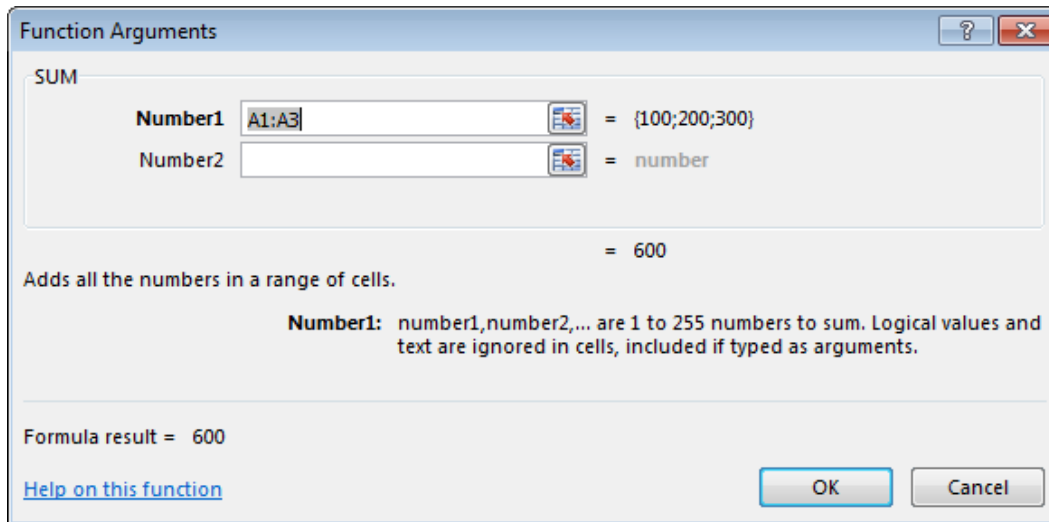 Function Arguments
?
SUM
Number1 A1:A3 = {100;200;300}
Number2 = number
= 600
Adds all the numbers in a range of cells.
Number1: number1,number2,... are 1 to 255 numbers to sum. Logical values and
text are ignored in cells, included if typed as arguments.
Formula result = 600
Help on this function
OK Cancel